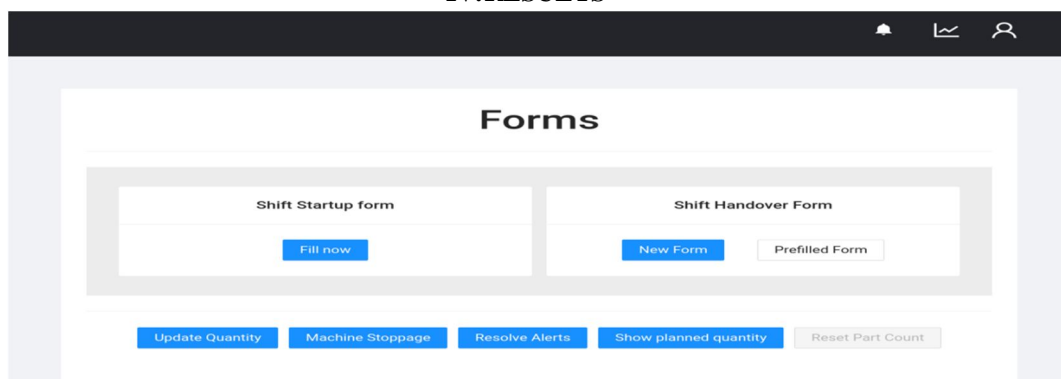 Forms
Shift Startup form
Shift Handover Form
Fill now
New Form
Prefilled Form
Update Quantity
Machine Stoppage
Resolve Alerts
Show planned quantity
Reset Part Count